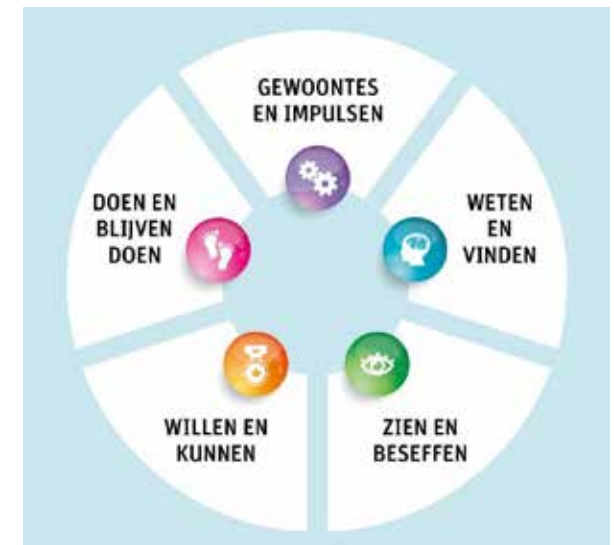 GEWOONTES
EN IMPULSEN
WETEN
EN
VINDEN
ZIEN EN
BESEFFEN
WILLEN EN
KUNNEN
DOEN EN
BLIJVEN
DOEN